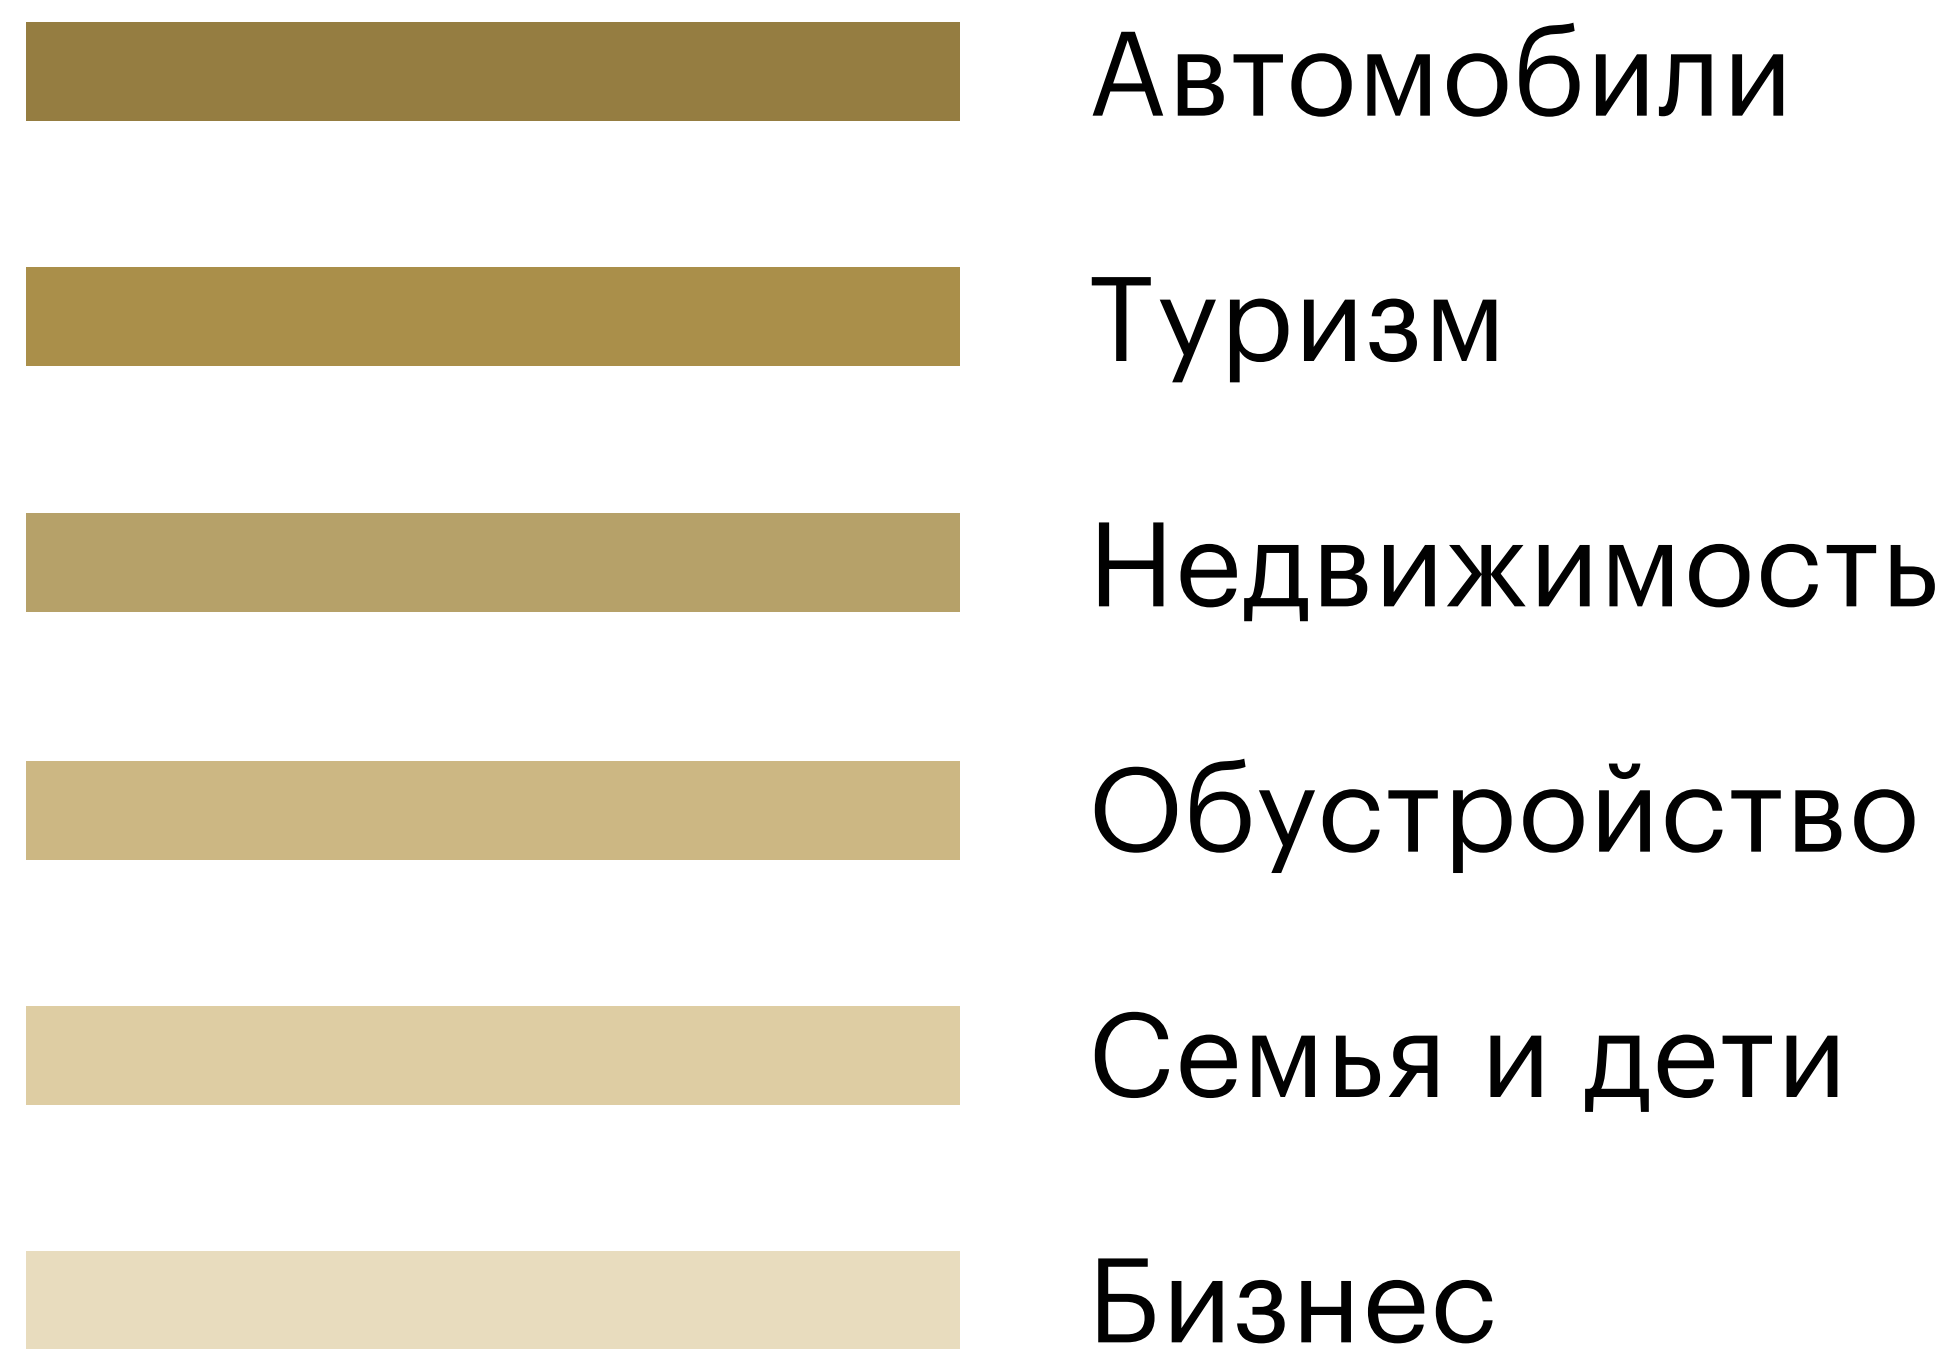 Автомобили
Туризм
Недвижимость
Обустройство
Семья и дети
Бизнес